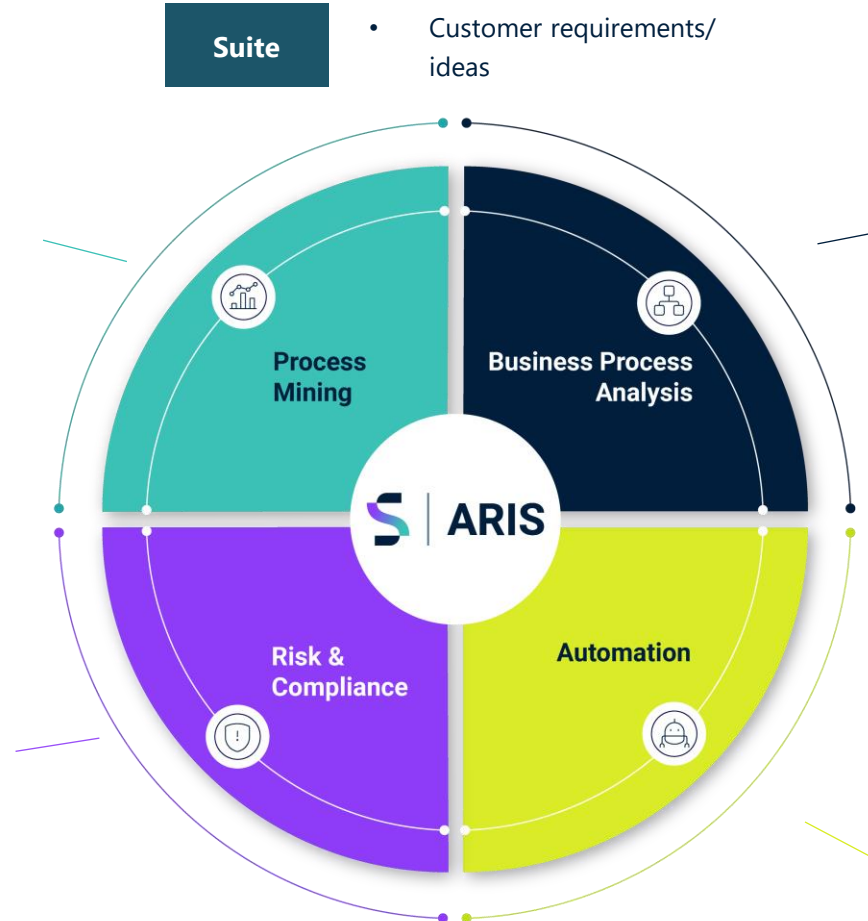 Suite
• Customer requirements/
ideas
Process
Mining
Business Process
Analysis
S | ARIS
Risk &
Compliance
Automation